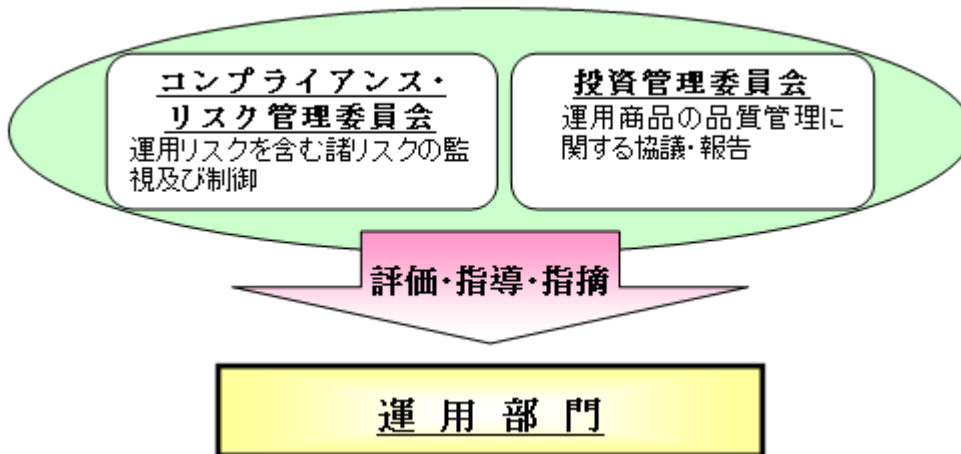 コンプライアンス・
リスク管理委員会
運用リスクを含む諸リスクの監
視及び制御
投資管理委員会
運用商品の品質管理に
関する協議・報告
評価・指導・指摘
運用部門